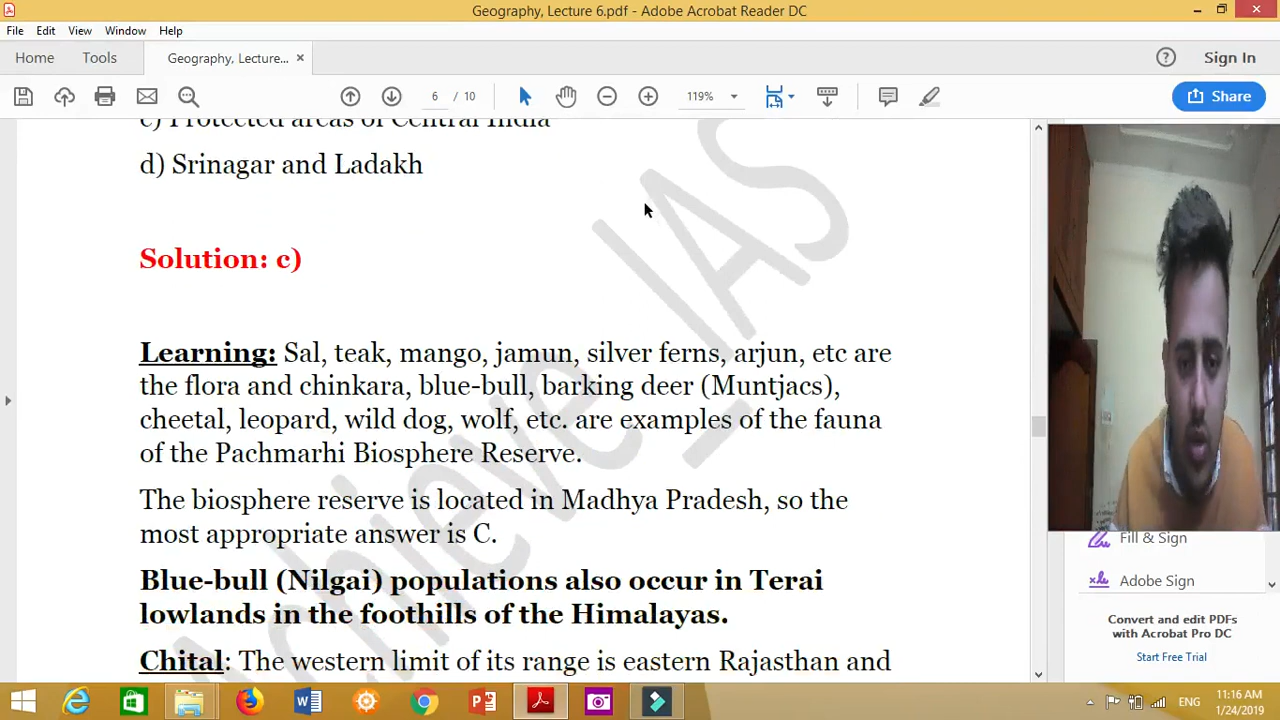 Geography, Lecture 6.pdf - Adobe Acrobat Reader DC
File Edit View Window Help
Home Tools Geography, Lecture... × Sign In
6 / 10 119% Share
c) Protected areas of Central India
d) Srinagar and Ladakh
Solution: c)
Learning: Sal, teak, mango, jamun, silver ferns, arjun, etc are
the flora and chinkara, blue-bull, barking deer (Muntjacs),
cheetal, leopard, wild dog, wolf, etc. are examples of the fauna
of the Pachmarhi Biosphere Reserve.
The biosphere reserve is located in Madhya Pradesh, so the
most appropriate answer is C.
Blue-bull (Nilgai) populations also occur in Terai
lowlands in the foothills of the Himalayas.
Chital: The western limit of its range is eastern Rajasthan and
Achieve_IAS
Fill & Sign
Adobe Sign
Convert and edit PDFs
with Acrobat Pro DC
Start Free Trial
ENG
11:16 AM
1/24/2019